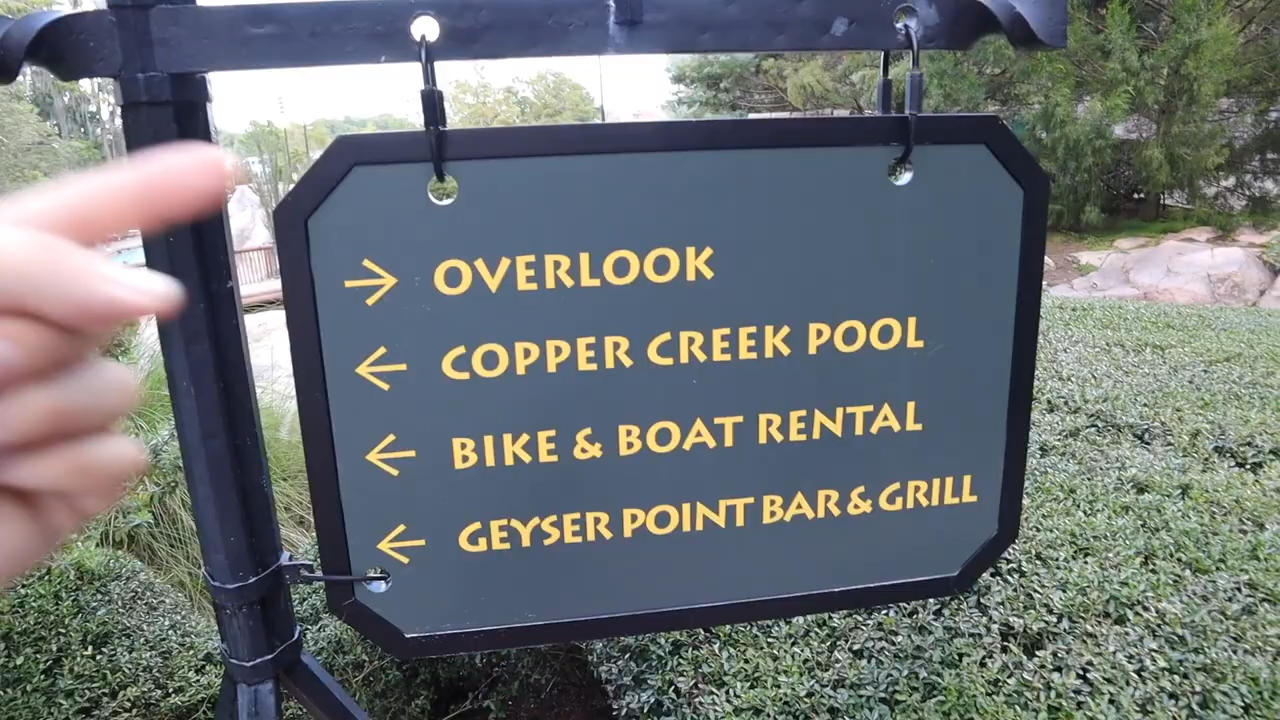 → OVERLOOK
← COPPER CREEK POOL
← BIKE & BOAT RENTAL
← GEYSER POINT BAR & GRILL